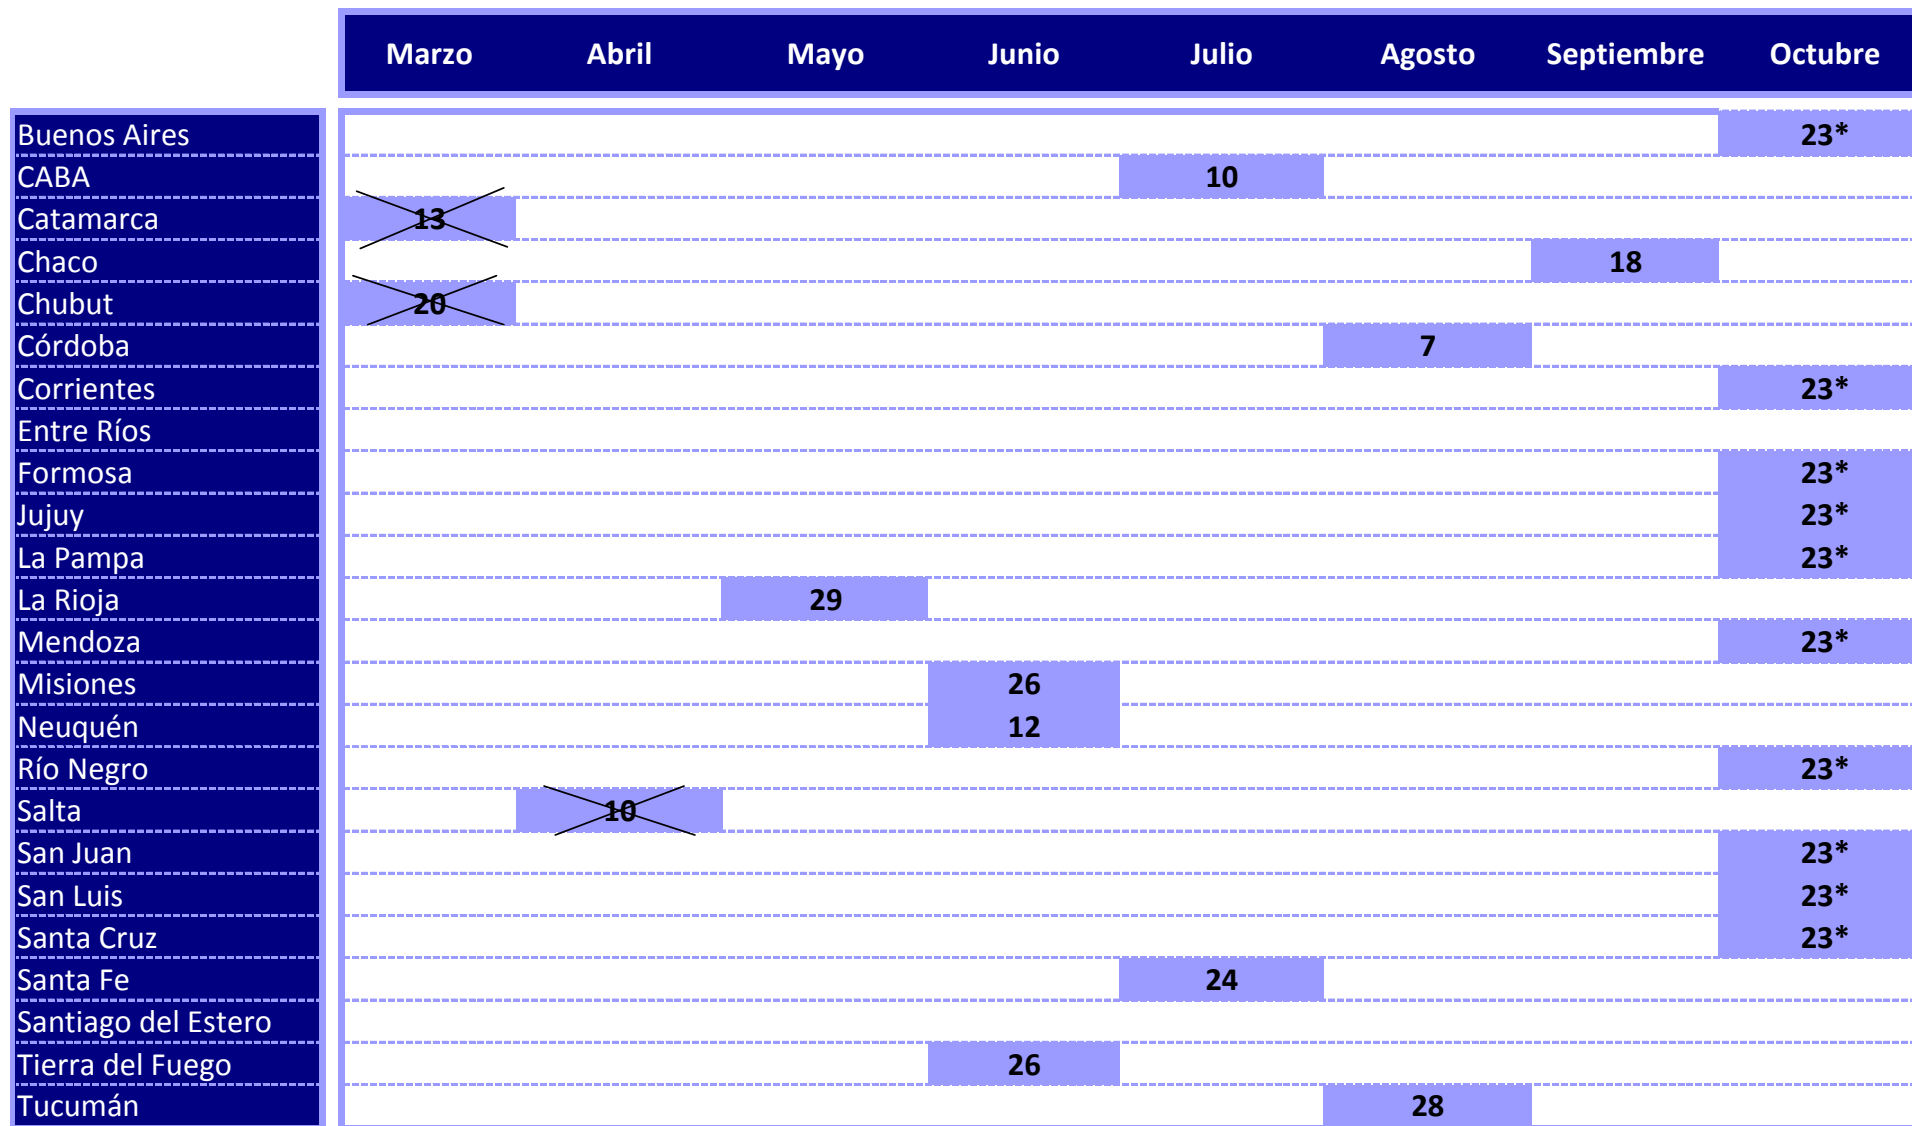 Marzo Abril Mayo Junio Julio Agosto Septiembre Octubre
Buenos Aires 23*
CABA 10
Catamarca 13
Chaco 18
Chubut 20
Córdoba 7
Corrientes 23*
Entre Ríos
Formosa 23*
Jujuy 23*
La Pampa 23*
La Rioja 29
Mendoza 23*
Misiones 26
Neuquén 12
Río Negro 23*
Salta 10
San Juan 23*
San Luis 23*
Santa Cruz 23*
Santa Fe 24
Santiago del Estero
Tierra del Fuego 26
Tucumán 28